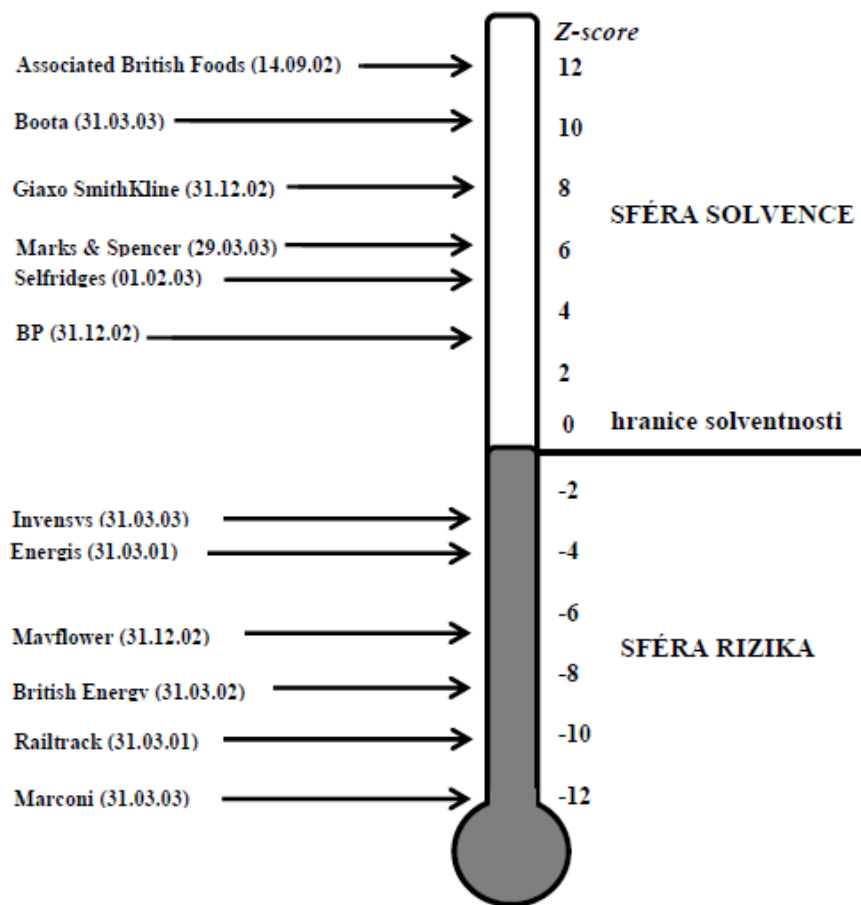 Z-score
Associated British Foods (14.09.02)
12
Boota (31.03.03)
10
Giaxo SmithKline (31.12.02)
8
SFÉRA SOLVENCE
Marks & Spencer (29.03.03)
6
Selfridges (01.02.03)
4
BP (31.12.02)
2
0
hranice solventnosti
-2
Invensys (31.03.03)
Energis (31.03.01)
-4
-6
Mayflower (31.12.02)
SFÉRA RIZIKA
-8
British Energy (31.03.02)
-10
Railtrack (31.03.01)
Marconi (31.03.03)
-12